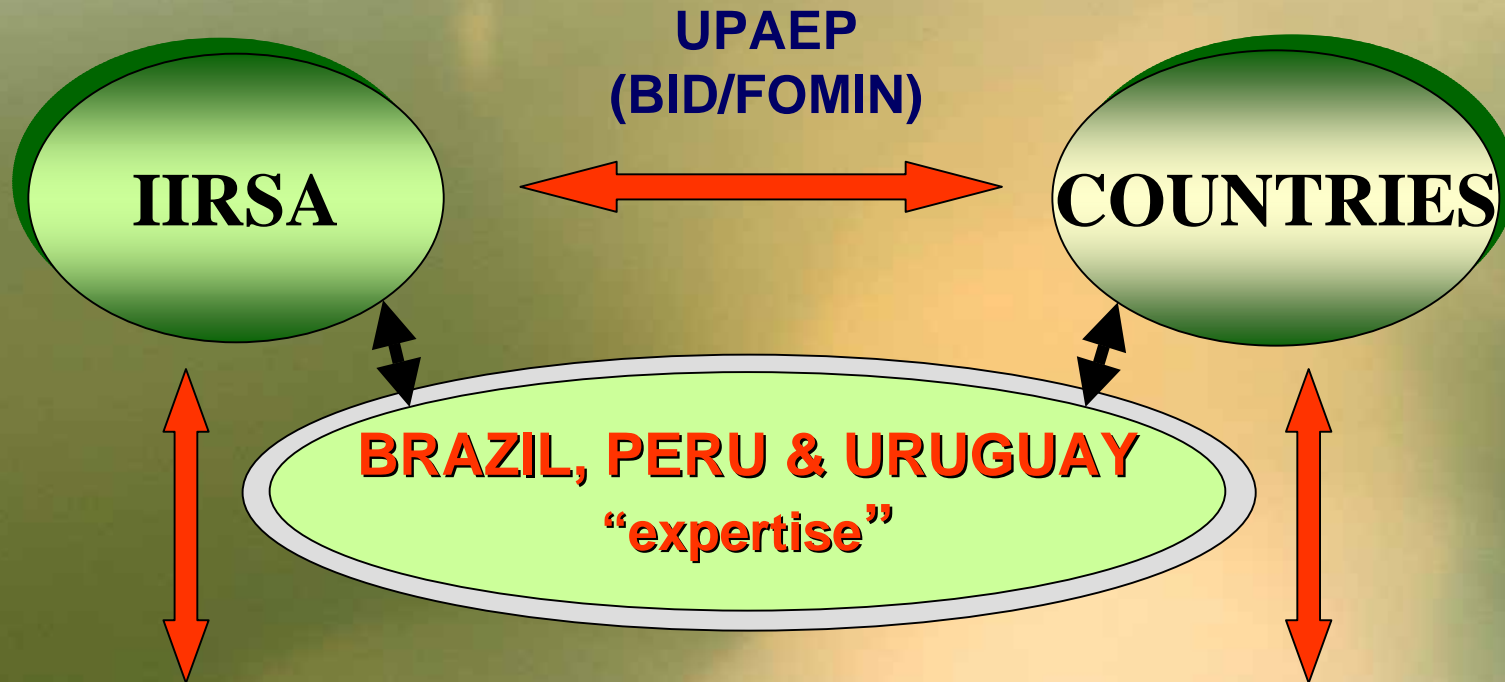 UPAEP
(BID/FOMIN)
IIRSA
COUNTRIES
BRAZIL, PERU & URUGUAY
“expertise”